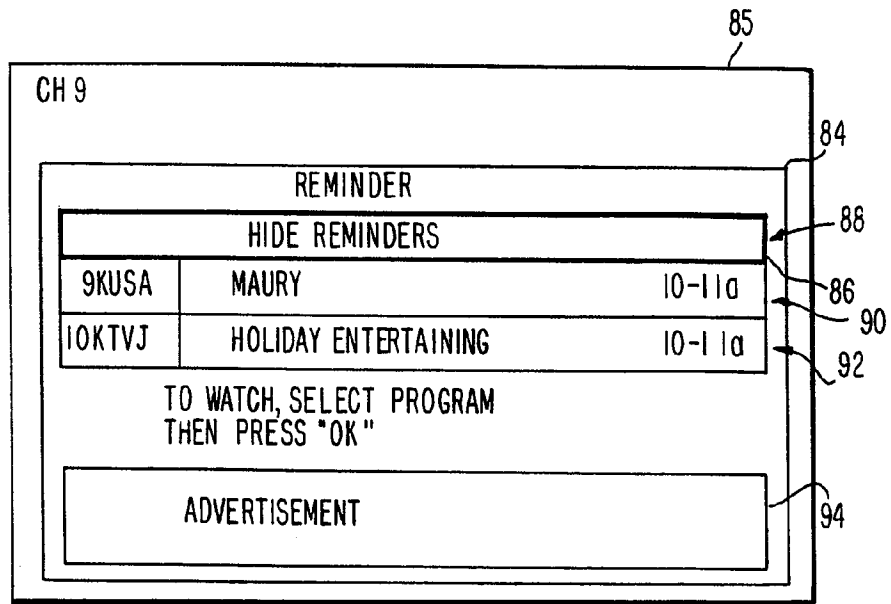 85
CH 9
84
REMINDER
HIDE REMINDERS
88
86
9KUSA MAURY 10-11a
90
10KTVJ HOLIDAY ENTERTAINING 10-11a
92
TO WATCH, SELECT PROGRAM
THEN PRESS "OK"
ADVERTISEMENT
94